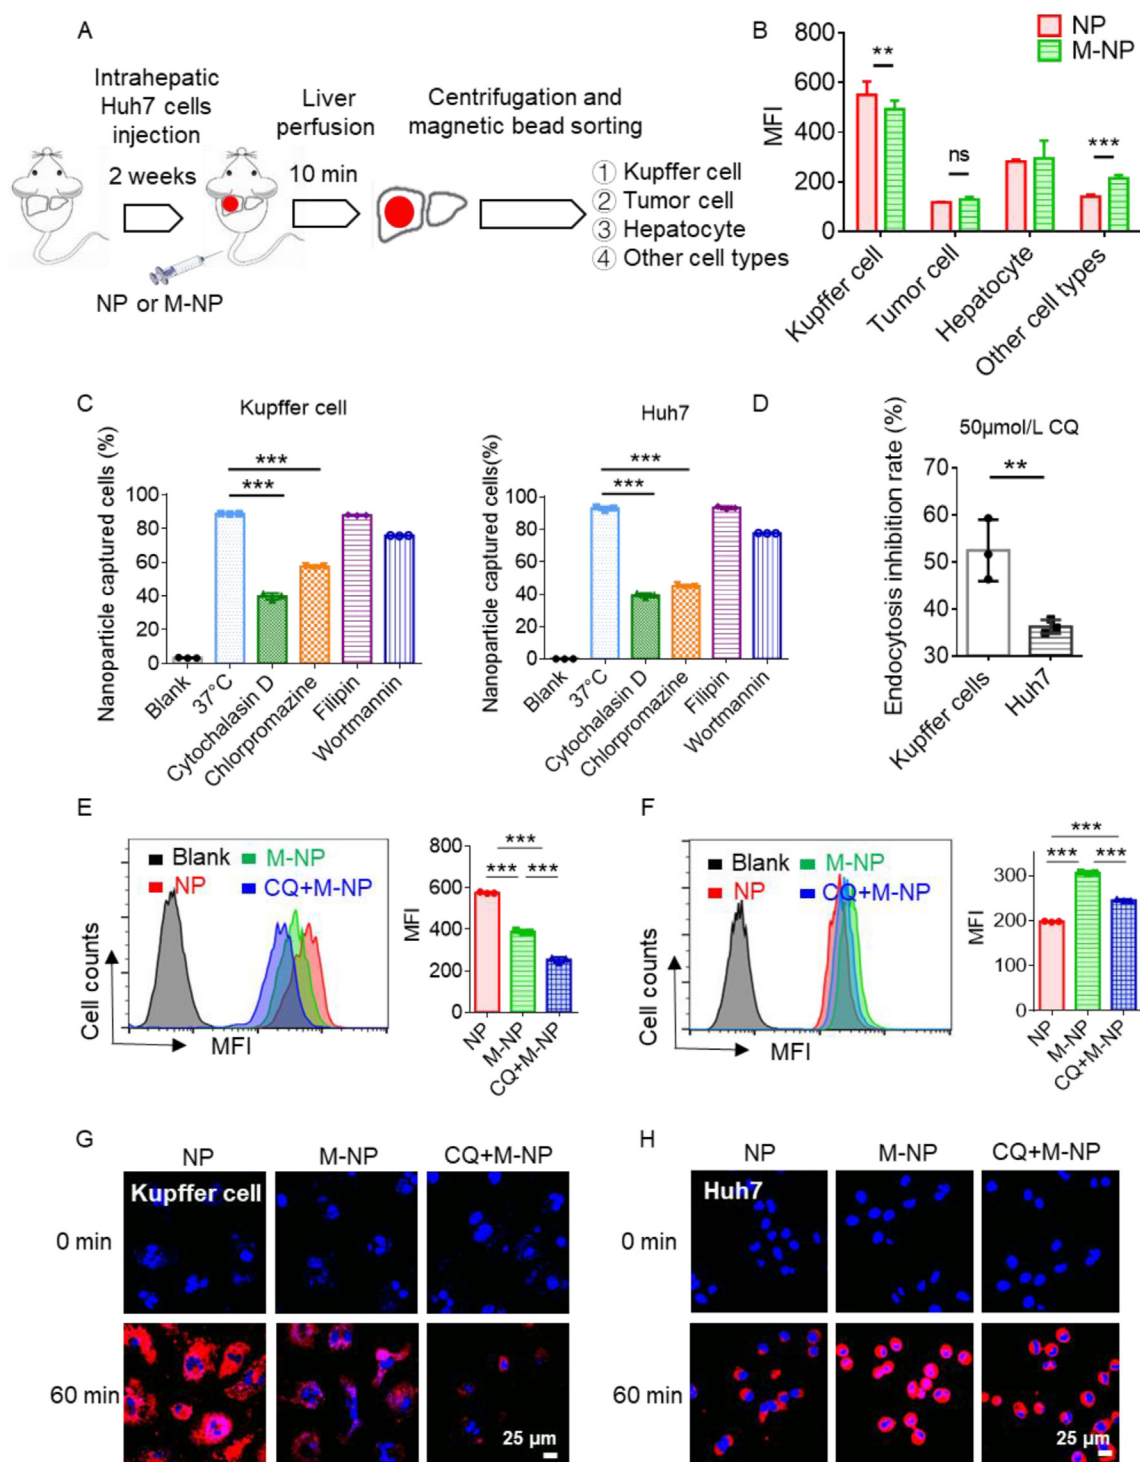 A
Intrahepatic
Huh7 cells
injection
2 weeks
NP or M-NP
Liver
perfusion
10 min
Centrifugation and
magnetic bead sorting
① Kupffer cell
② Tumor cell
③ Hepatocyte
④ Other cell types
B
NP
M-NP
MFI
800
600
400
200
0
**
ns
***
Kupffer cell
Tumor cell
Hepatocyte
Other cell types
C
Kupffer cell
Nanoparticle captured cells (%)
100
80
60
40
20
0
***
***
Blank
37°C
Cytochalasin D
Chlorpromazine
Filipin
Wortmannin
Huh7
Nanoparticle captured cells(%)
100
80
60
40
20
0
***
***
Blank
37°C
Cytochalasin D
Chlorpromazine
Filipin
Wortmannin
D
50μmol/L CQ
Endocytosis inhibition rate (%)
70
60
50
40
30
**
Kupffer cells
Huh7
E
Blank
M-NP
NP
CQ+M-NP
Cell counts
MFI
MFI
800
600
400
200
0
***
*** ***
NP
M-NP
CQ+M-NP
F
Blank
M-NP
NP
CQ+M-NP
Cell counts
MFI
MFI
300
200
100
0
***
*** ***
NP
M-NP
CQ+M-NP
G
NP M-NP CQ+M-NP
Kupffer cell
0 min
60 min
25 μm
H
NP M-NP CQ+M-NP
Huh7
0 min
60 min
25 μm